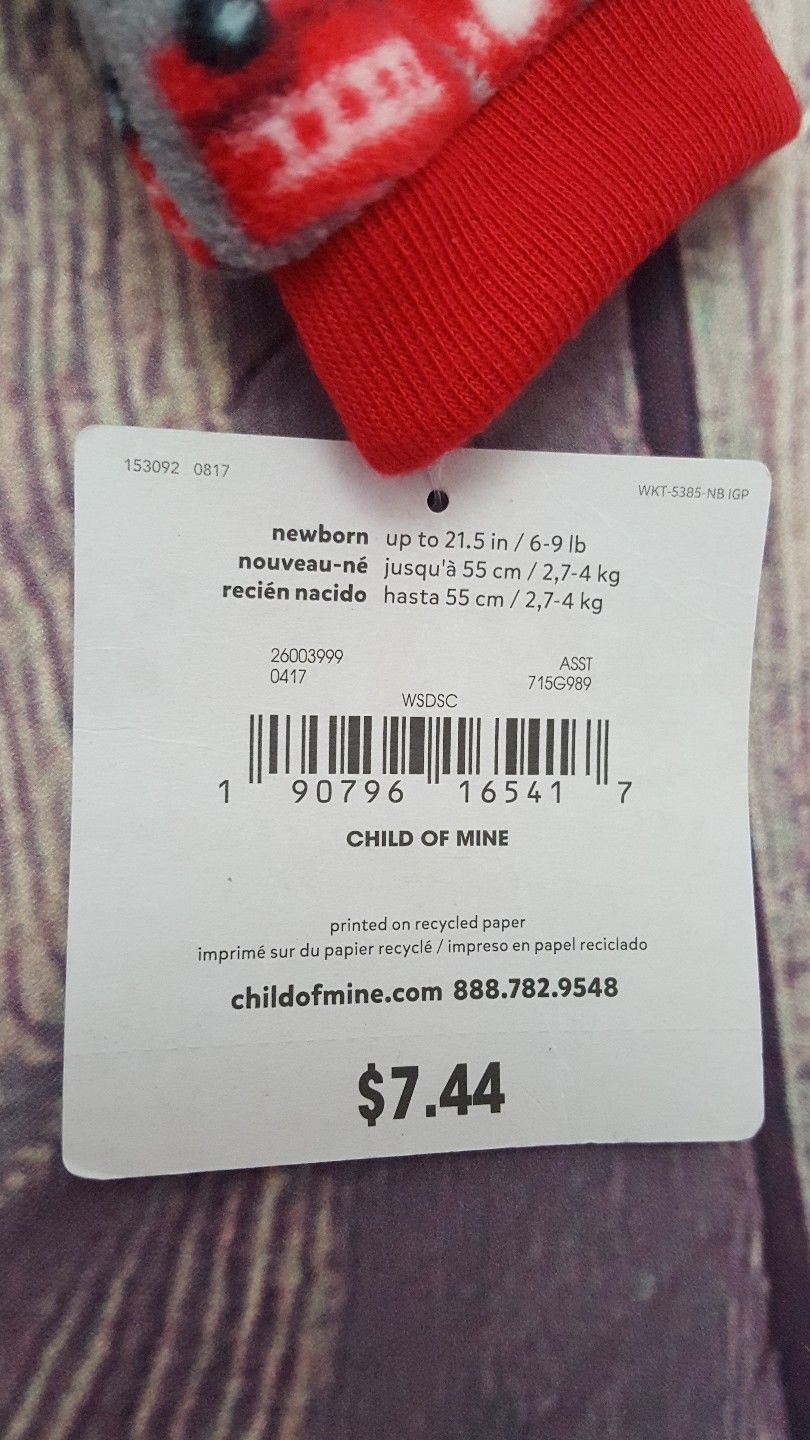 153092 0817
WKT-5385-NB IGP
newborn up to 21.5 in / 6-9 lb
nouveau-né jusqu'à 55 cm / 2,7-4 kg
recién nacido hasta 55 cm / 2,7-4 kg
26003999 ASST
0417 715G989
WSDSC
1 90796 16541 7
CHILD OF MINE
printed on recycled paper
imprimé sur du papier recyclé / impreso en papel reciclado
childofmine.com 888.782.9548
$7.44